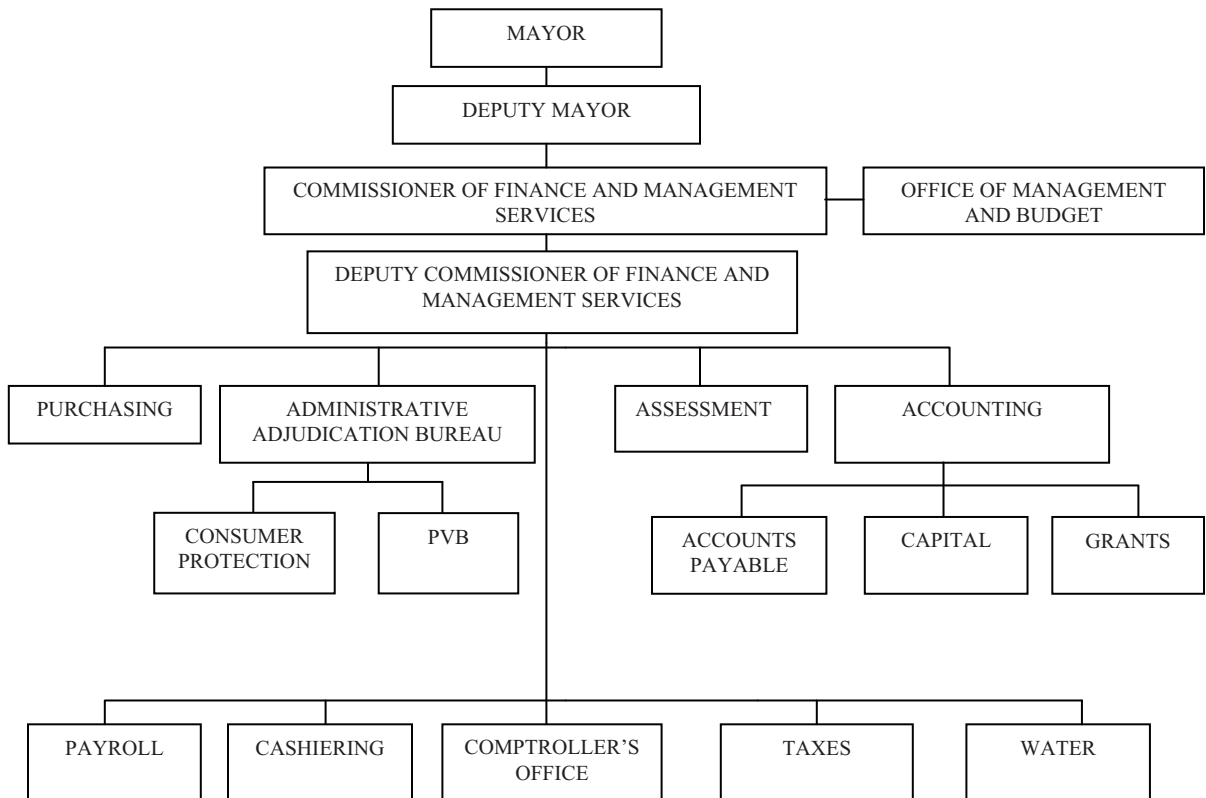 MAYOR
DEPUTY MAYOR
COMMISSIONER OF FINANCE AND MANAGEMENT
SERVICES
OFFICE OF MANAGEMENT
AND BUDGET
DEPUTY COMMISSIONER OF FINANCE AND
MANAGEMENT SERVICES
PURCHASING
ADMINISTRATIVE
ADJUDICATION BUREAU
ASSESSMENT
ACCOUNTING
CONSUMER
PROTECTION
PVB
ACCOUNTS
PAYABLE
CAPITAL
GRANTS
PAYROLL
CASHIERING
COMPTROLLER’S
OFFICE
TAXES
WATER